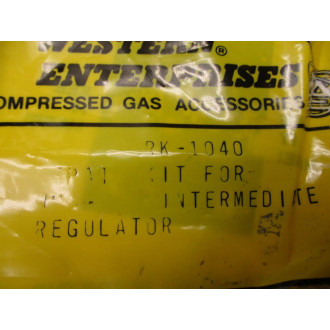 WESTERN®
ENTERPRISES
COMPRESSED GAS ACCESSORIES
RK-1040
KIT FOR
INTERMEDIATE
REGULATOR